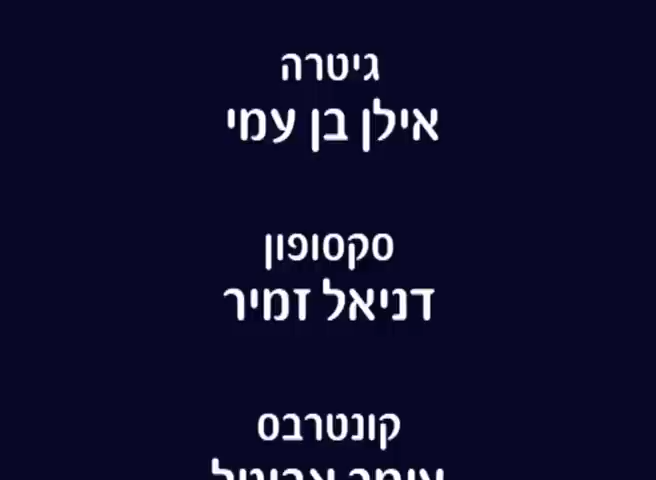 גיטרה
אילן בן עמי
סקסופון
דניאל זמיר
קונטרבס